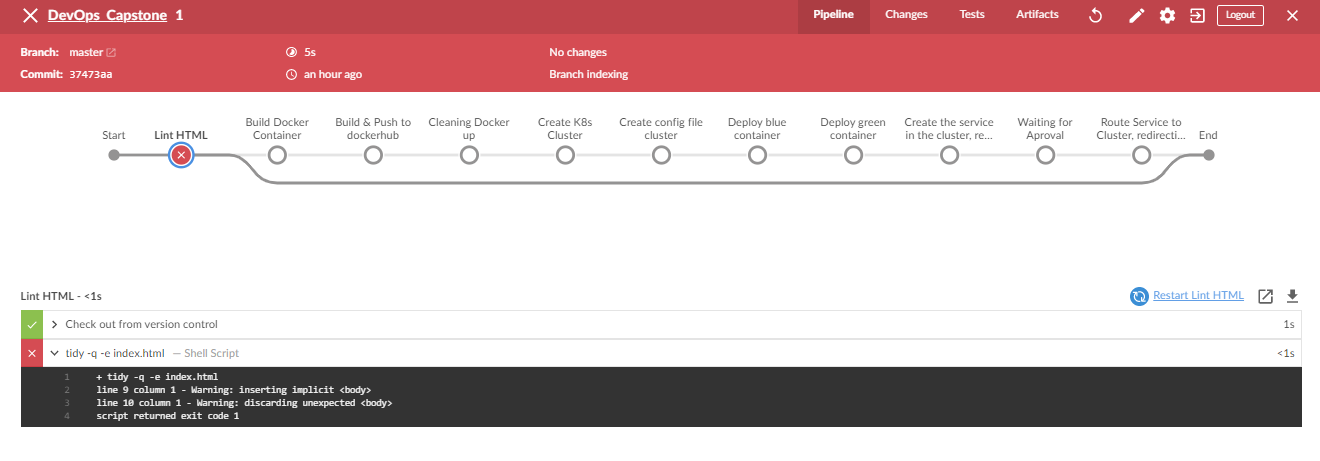 DevOps_Capstone 1
Pipeline Changes Tests Artifacts Logout
Branch: master 5s No changes
Commit: 37473aa an hour ago Branch indexing
Start
Lint HTML
Build Docker
Container
Build & Push to
dockerhub
Cleaning Docker
up
Create K8s
Cluster
Create config file
cluster
Deploy blue
container
Deploy green
container
Create the service
in the cluster, re...
Waiting for
Aproval
Route Service to
Cluster, redirecti...
End
Lint HTML - <1s
Restart Lint HTML
Check out from version control 1s
tidy -q -e index.html — Shell Script <1s
1 + tidy -q -e index.html
2 line 9 column 1 - Warning: inserting implicit <body>
3 line 10 column 1 - Warning: discarding unexpected <body>
4 script returned exit code 1